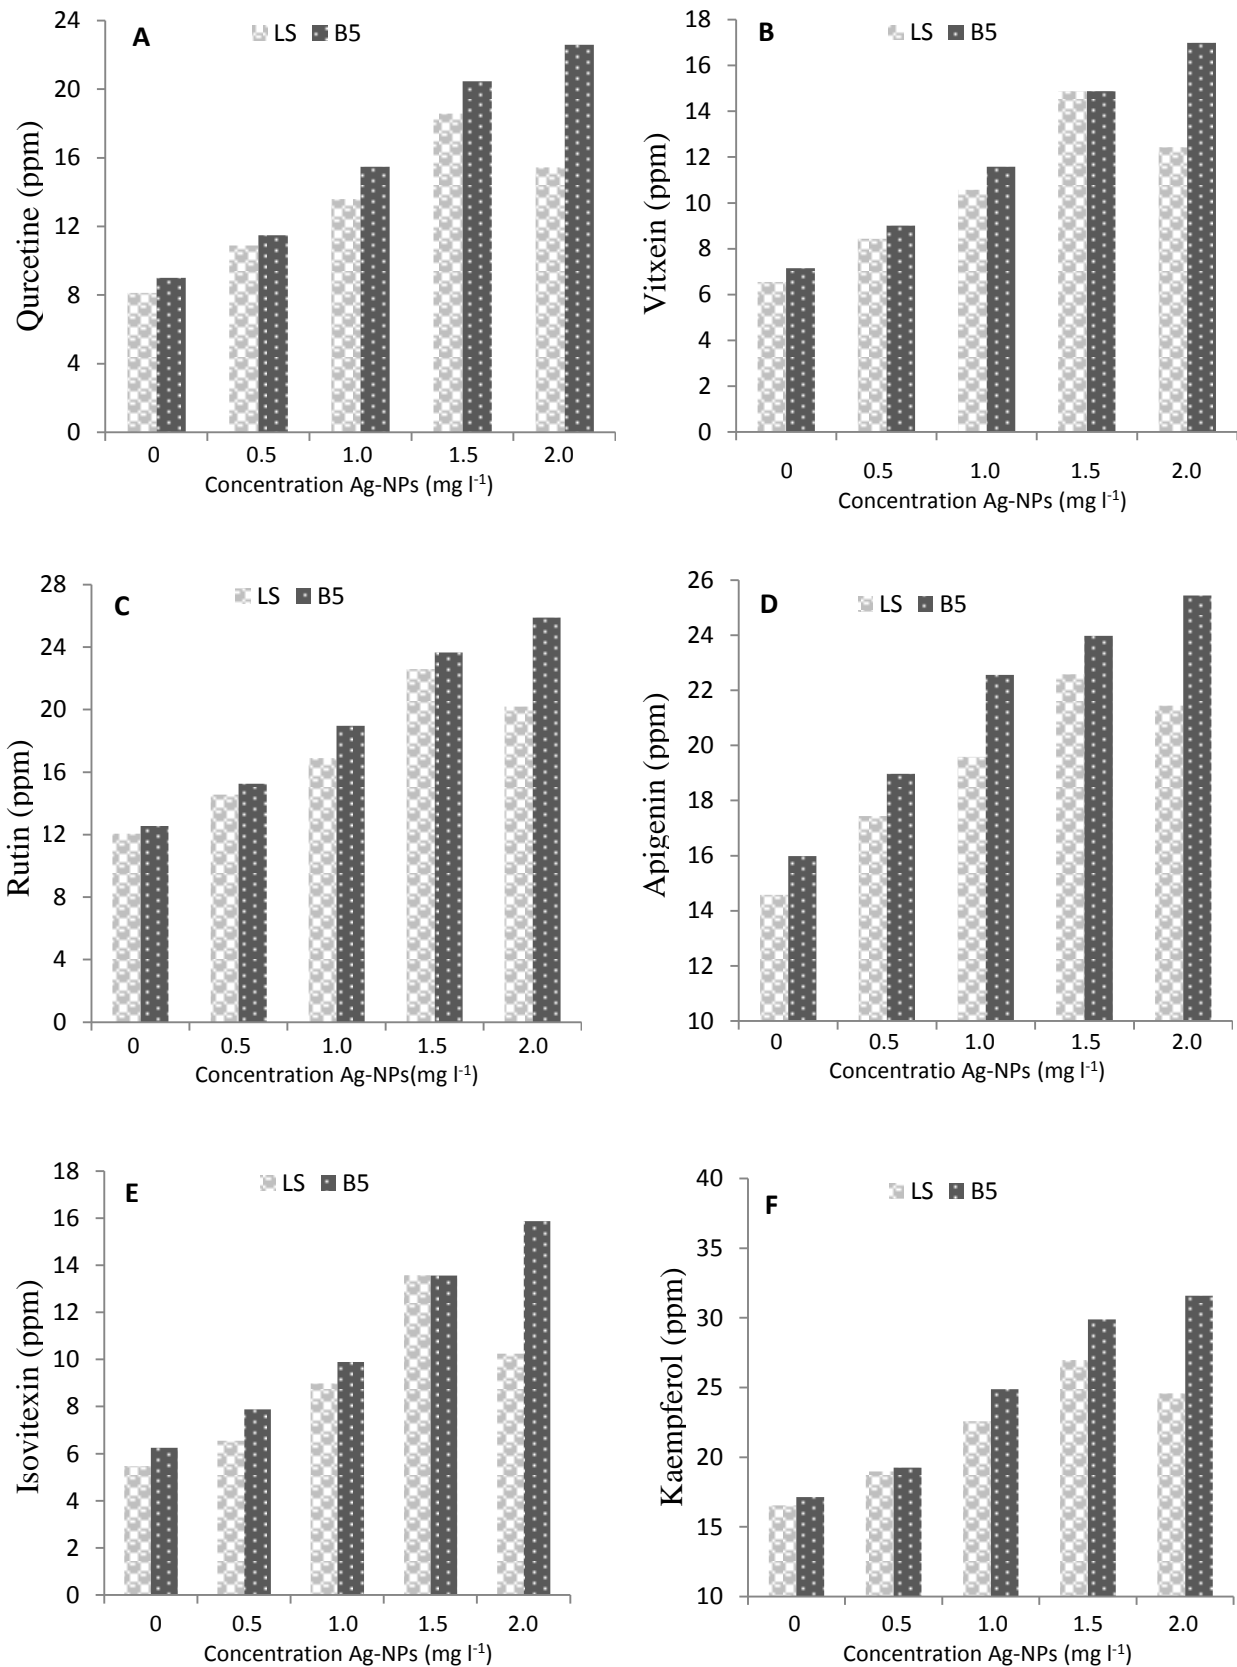 A
LS B5
24
20
16
12
8
4
0
Qurcetine (ppm)
0 0.5 1.0 1.5 2.0
Concentration Ag-NPs (mg l-1)
B
LS B5
18
16
14
12
10
8
6
4
2
0
Vitxein (ppm)
0 0.5 1.0 1.5 2.0
Concentration Ag-NPs (mg l-1)
C
LS B5
28
24
20
16
12
8
4
0
Rutin (ppm)
0 0.5 1.0 1.5 2.0
Concentration Ag-NPs(mg l-1)
D
LS B5
26
24
22
20
18
16
14
12
10
Apigenin (ppm)
0 0.5 1.0 1.5 2.0
Concentratio Ag-NPs (mg l-1)
E
LS B5
18
16
14
12
10
8
6
4
2
0
Isovitexin (ppm)
0 0.5 1.0 1.5 2.0
Concentration Ag-NPs (mg l-1)
F
LS B5
40
35
30
25
20
15
10
Kaempferol (ppm)
0 0.5 1.0 1.5 2.0
Concentration Ag-NPs (mg l-1)